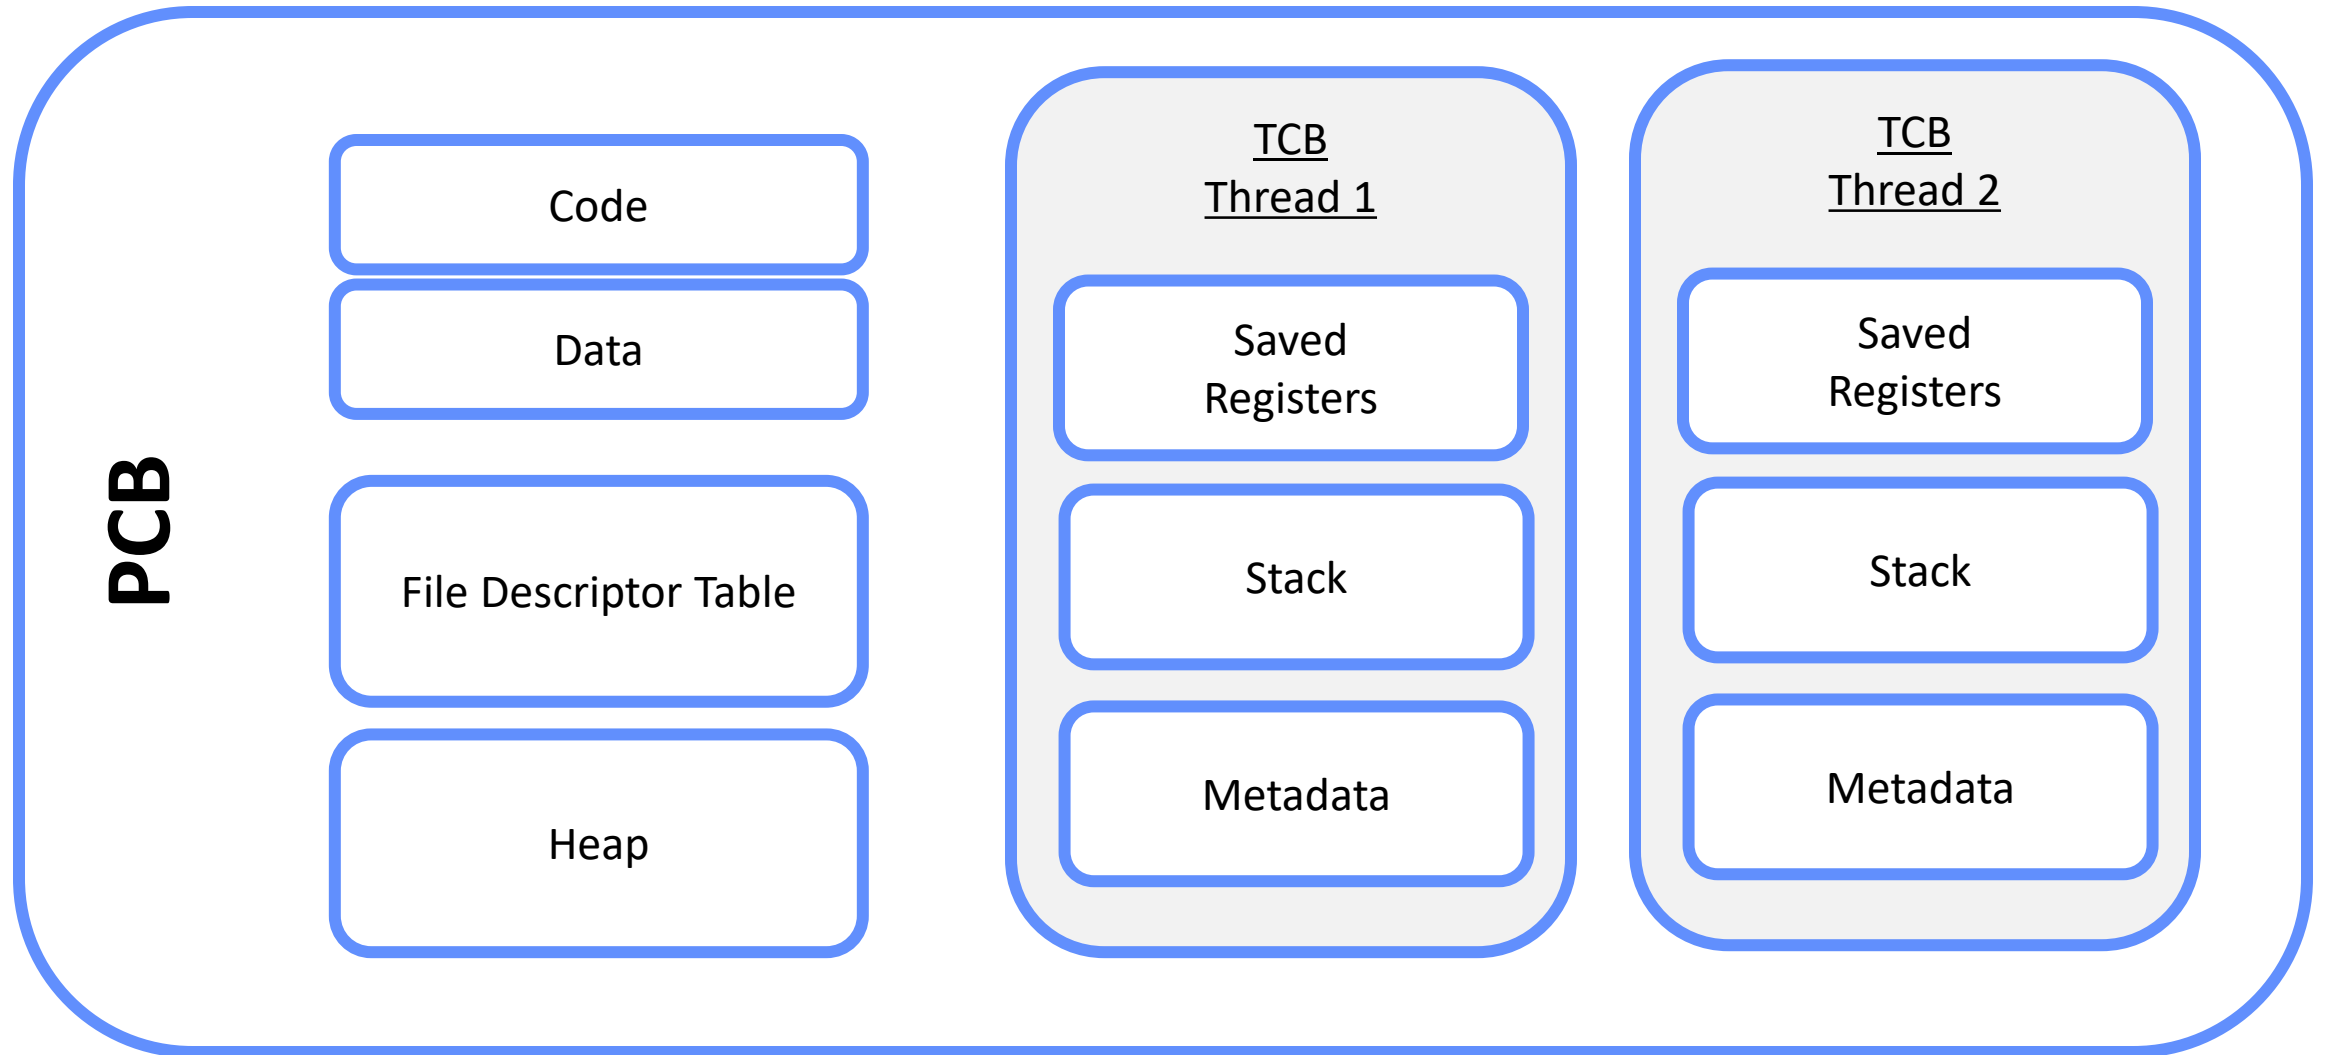 PCB
Code
Data
File Descriptor Table
Heap
TCB
Thread 1
Saved
Registers
Stack
Metadata
TCB
Thread 2
Saved
Registers
Stack
Metadata